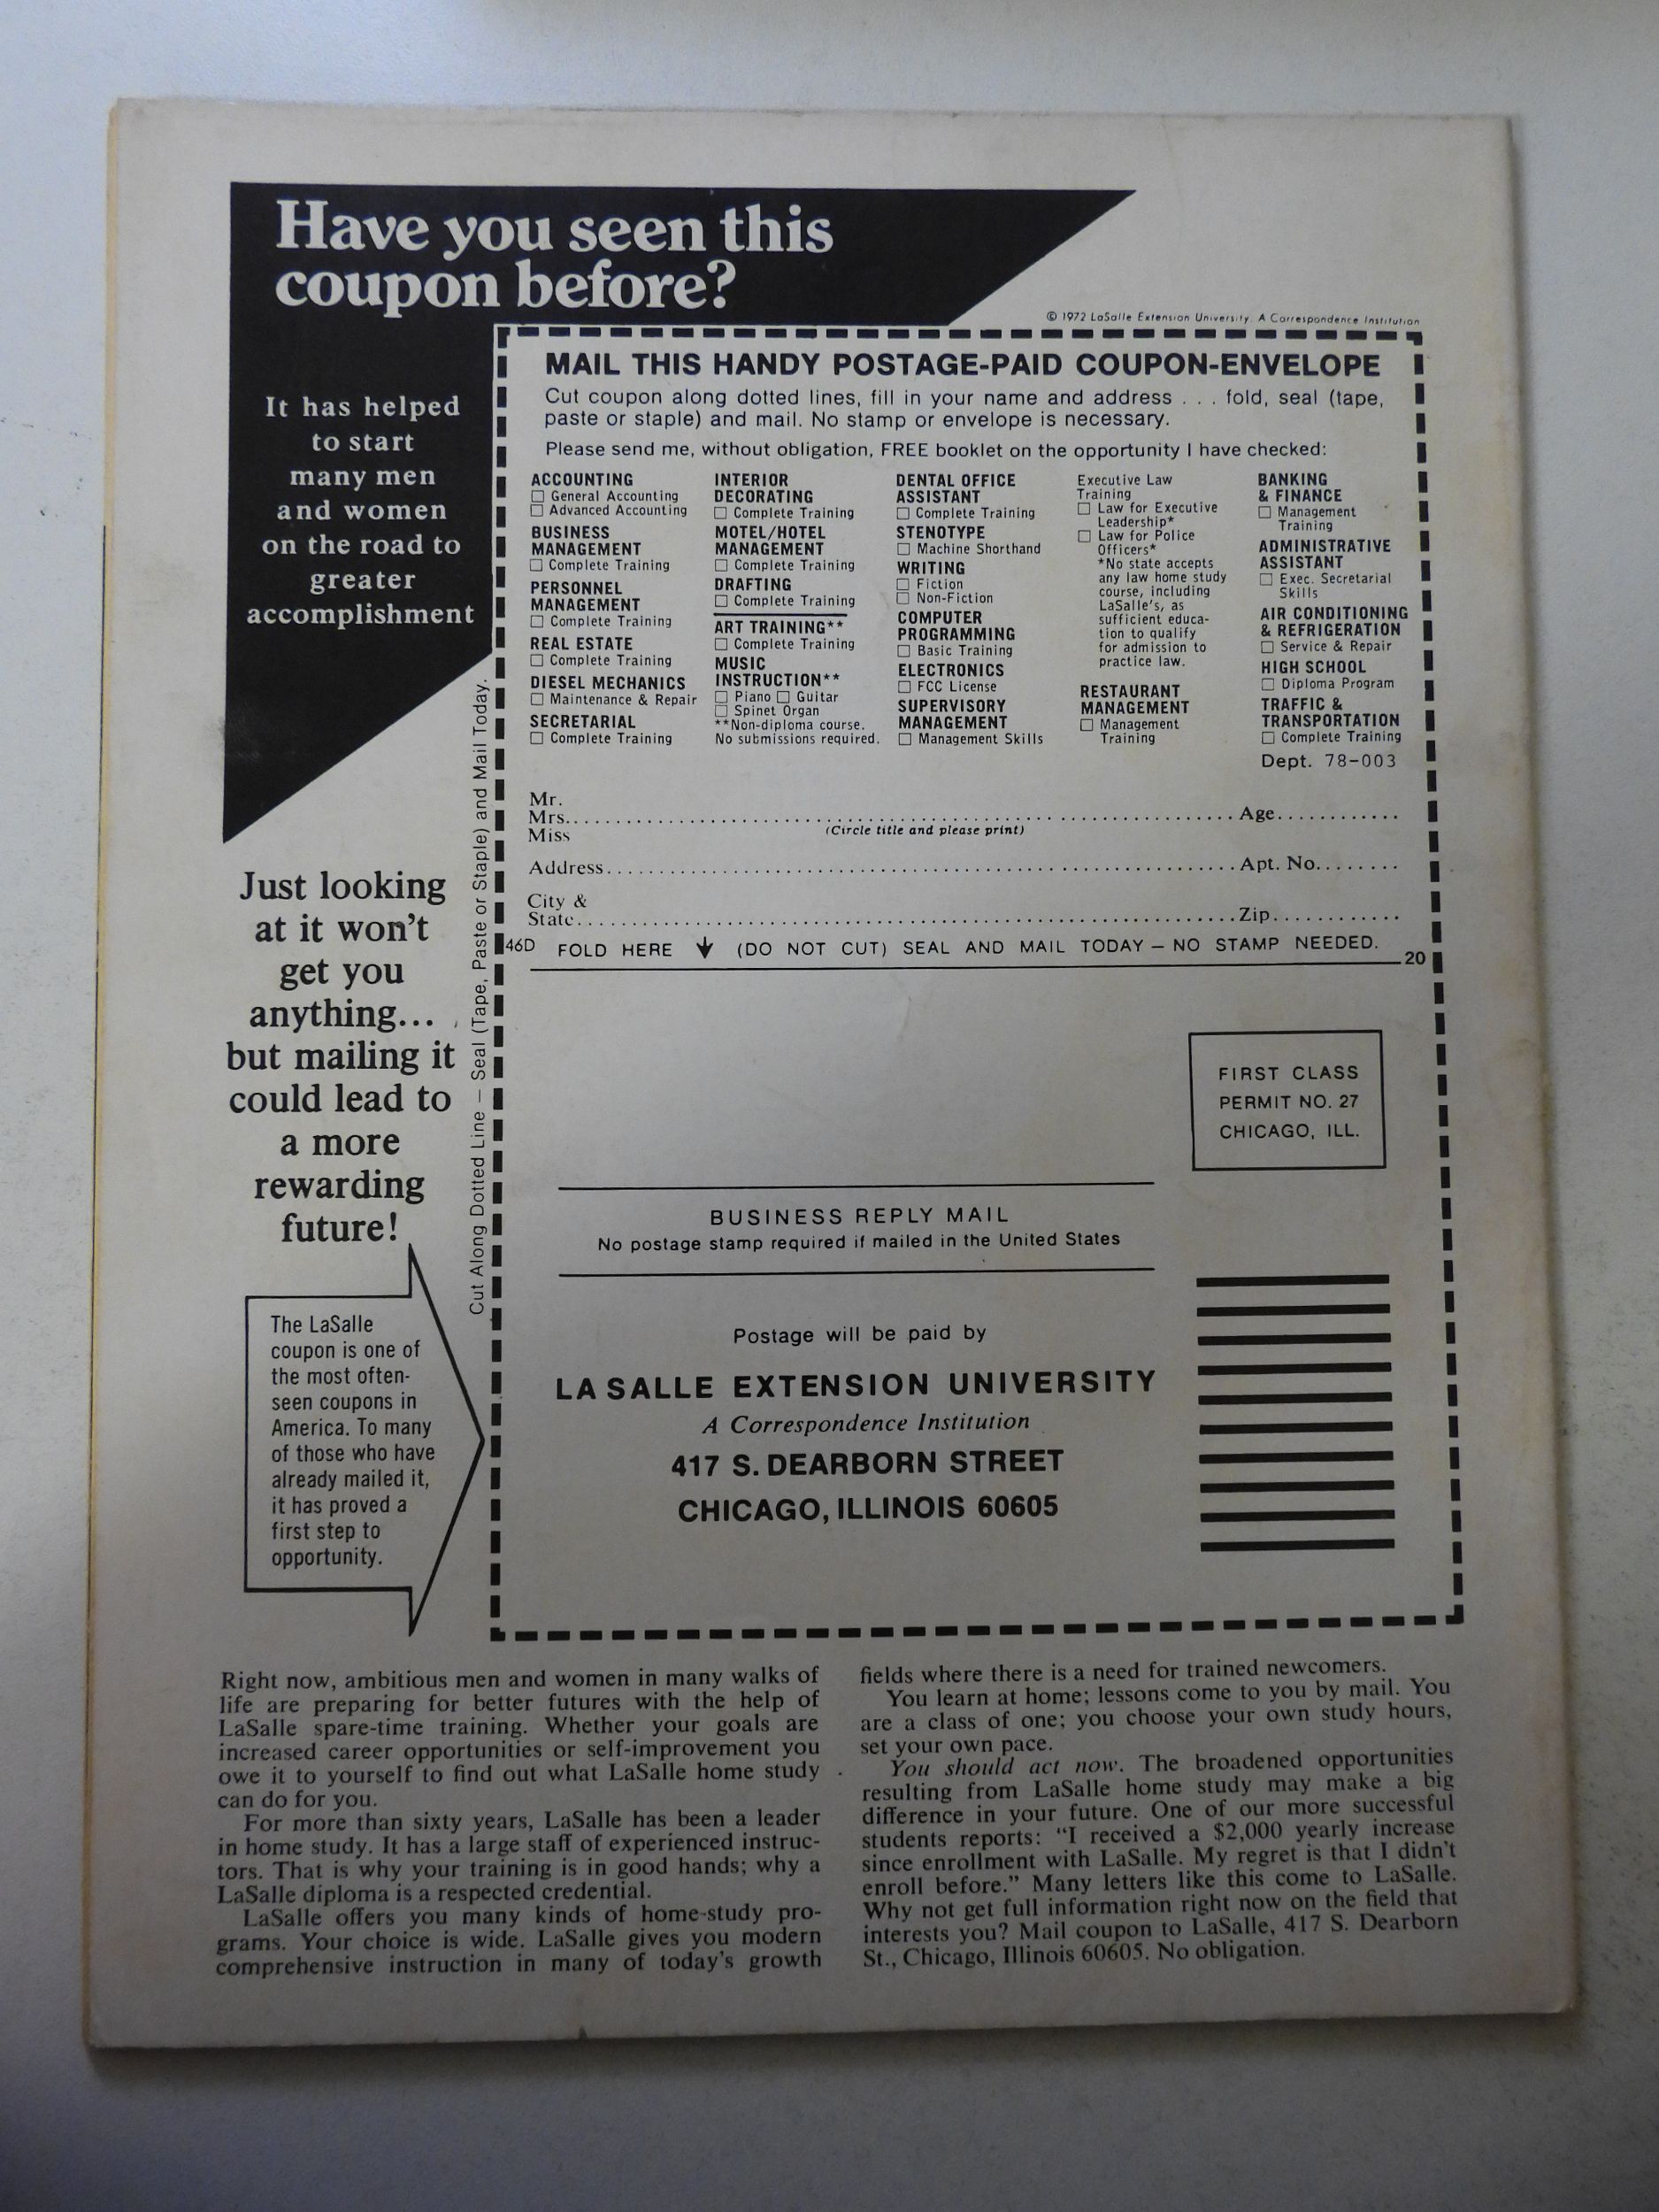 Have you seen this
coupon before?
It has helped
to start
many men
and women
on the road to
greater
accomplishment
Just looking
at it won't
get you
anything...
but mailing it
could lead to
a more
rewarding
future!
The LaSalle
coupon is one of
the most often-
seen coupons in
America. To many
of those who have
already mailed it,
it has proved a
first step to
opportunity.
Cut Along Dotted Line – Seal (Tape, Paste or Staple) and Mail Today.
© 1972 LaSalle Extension University. A Correspondence Institution
MAIL THIS HANDY POSTAGE-PAID COUPON-ENVELOPE
Cut coupon along dotted lines, fill in your name and address . . . fold, seal (tape,
paste or staple) and mail. No stamp or envelope is necessary.
Please send me, without obligation, FREE booklet on the opportunity I have checked:
ACCOUNTING
☐ General Accounting
☐ Advanced Accounting
BUSINESS
MANAGEMENT
☐ Complete Training
PERSONNEL
MANAGEMENT
☐ Complete Training
REAL ESTATE
☐ Complete Training
DIESEL MECHANICS
☐ Maintenance & Repair
SECRETARIAL
☐ Complete Training
INTERIOR
DECORATING
☐ Complete Training
MOTEL/HOTEL
MANAGEMENT
☐ Complete Training
DRAFTING
☐ Complete Training
ART TRAINING**
☐ Complete Training
MUSIC
INSTRUCTION**
☐ Piano ☐ Guitar
☐ Spinet Organ
**Non-diploma course.
No submissions required.
DENTAL OFFICE
ASSISTANT
☐ Complete Training
STENOTYPE
☐ Machine Shorthand
WRITING
☐ Fiction
☐ Non-Fiction
COMPUTER
PROGRAMMING
☐ Basic Training
ELECTRONICS
☐ FCC License
SUPERVISORY
MANAGEMENT
☐ Management Skills
Executive Law
Training
☐ Law for Executive
Leadership*
☐ Law for Police
Officers*
*No state accepts
any law home study
course, including
LaSalle's, as
sufficient educa-
tion to qualify
for admission to
practice law.
RESTAURANT
MANAGEMENT
☐ Management
Training
BANKING
& FINANCE
☐ Management
Training
ADMINISTRATIVE
ASSISTANT
☐ Exec. Secretarial
Skills
AIR CONDITIONING
& REFRIGERATION
☐ Service & Repair
HIGH SCHOOL
☐ Diploma Program
TRAFFIC &
TRANSPORTATION
☐ Complete Training
Dept. 78-003
Mr.
Mrs. Age
Miss (Circle title and please print)
Address Apt. No.
City &
State Zip
46D FOLD HERE ↓ (DO NOT CUT) SEAL AND MAIL TODAY – NO STAMP NEEDED. 20
FIRST CLASS
PERMIT NO. 27
CHICAGO, ILL.
BUSINESS REPLY MAIL
No postage stamp required if mailed in the United States
Postage will be paid by
LA SALLE EXTENSION UNIVERSITY
A Correspondence Institution
417 S. DEARBORN STREET
CHICAGO, ILLINOIS 60605
Right now, ambitious men and women in many walks of
life are preparing for better futures with the help of
LaSalle spare-time training. Whether your goals are
increased career opportunities or self-improvement you
owe it to yourself to find out what LaSalle home study
can do for you.
For more than sixty years, LaSalle has been a leader
in home study. It has a large staff of experienced instruc-
tors. That is why your training is in good hands; why a
LaSalle diploma is a respected credential.
LaSalle offers you many kinds of home-study pro-
grams. Your choice is wide. LaSalle gives you modern
comprehensive instruction in many of today's growth
fields where there is a need for trained newcomers.
You learn at home; lessons come to you by mail. You
are a class of one; you choose your own study hours,
set your own pace.
You should act now. The broadened opportunities
resulting from LaSalle home study may make a big
difference in your future. One of our more successful
students reports: "I received a $2,000 yearly increase
since enrollment with LaSalle. My regret is that I didn't
enroll before." Many letters like this come to LaSalle.
Why not get full information right now on the field that
interests you? Mail coupon to LaSalle, 417 S. Dearborn
St., Chicago, Illinois 60605. No obligation.